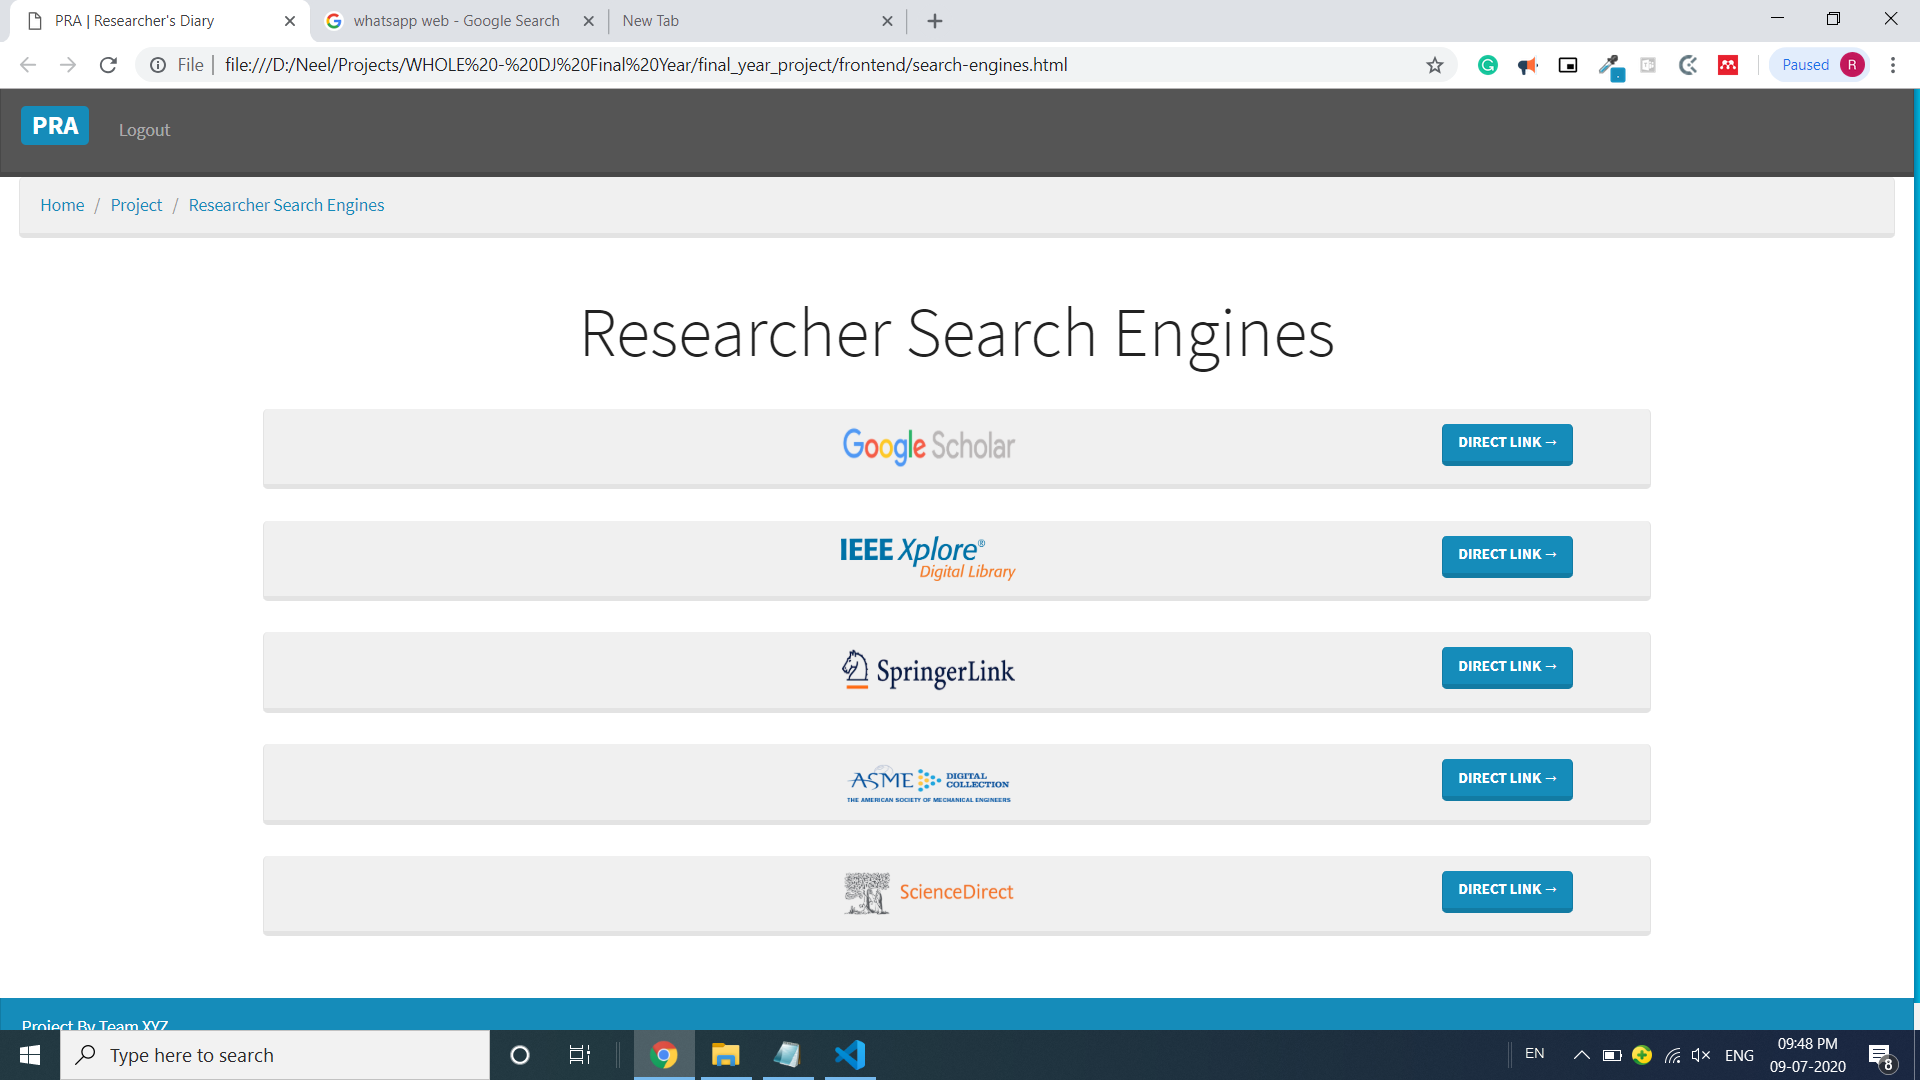 PRA | Researcher's Diary
whatsapp web - Google Search
New Tab
File
file:///D:/Neel/Projects/WHOLE%20-%20DJ%20Final%20Year/final_year_project/frontend/search-engines.html
Paused
R
PRA
Logout
Home / Project / Researcher Search Engines
Researcher Search Engines
Google Scholar
DIRECT LINK →
IEEE Xplore®
Digital Library
DIRECT LINK →
SpringerLink
DIRECT LINK →
ASME DIGITAL COLLECTION
THE AMERICAN SOCIETY OF MECHANICAL ENGINEERS
DIRECT LINK →
ScienceDirect
DIRECT LINK →
Project By Team XYZ
Type here to search
EN
ENG
09:48 PM
09-07-2020
8